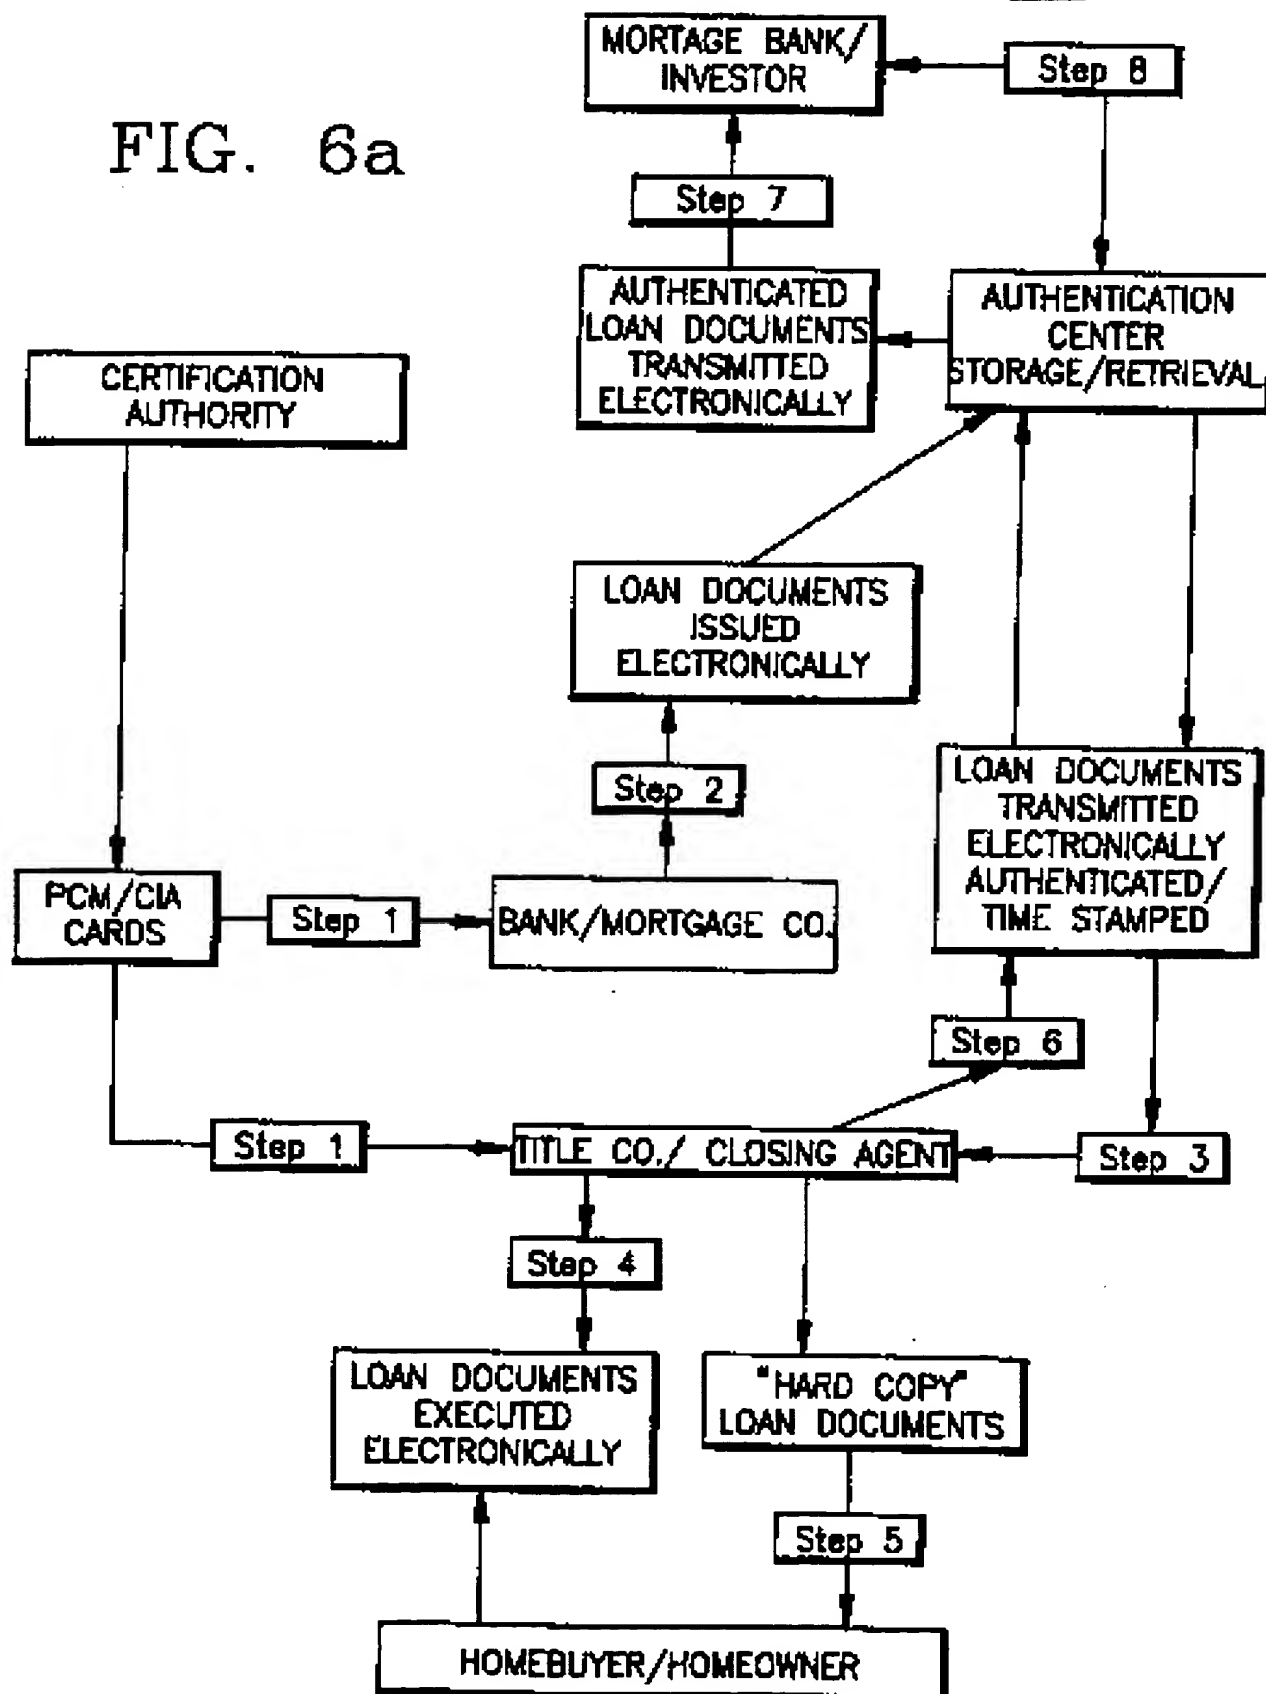 MORTAGE BANK/
INVESTOR
Step 8
FIG. 6a
Step 7
AUTHENTICATED
LOAN DOCUMENTS
TRANSMITTED
ELECTRONICALLY
AUTHENTICATION
CENTER
STORAGE/RETRIEVAL
CERTIFICATION
AUTHORITY
LOAN DOCUMENTS
ISSUED
ELECTRONICALLY
Step 2
LOAN DOCUMENTS
TRANSMITTED
ELECTRONICALLY
AUTHENTICATED/
TIME STAMPED
PCM/CIA
CARDS
Step 1
BANK/MORTGAGE CO.
Step 6
Step 1
TITLE CO./ CLOSING AGENT
Step 3
Step 4
LOAN DOCUMENTS
EXECUTED
ELECTRONICALLY
"HARD COPY"
LOAN DOCUMENTS
Step 5
HOMEBUYER/HOMEOWNER